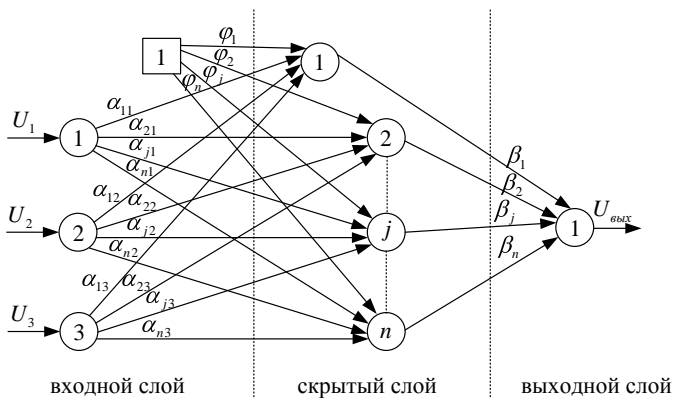 φ₁
φ₂
φⱼ
φₙ
1
1
α₁₁
U₁
1
α₂₁
αⱼ₁
αₙ₁
2
β₁
α₁₂
α₂₂
U₂
2
αⱼ₂
αₙ₂
j
β₂
βⱼ
βₙ
1
Uвых
α₁₃
α₂₃
αⱼ₃
U₃
3
αₙ₃
n
входной слой
скрытый слой
выходной слой